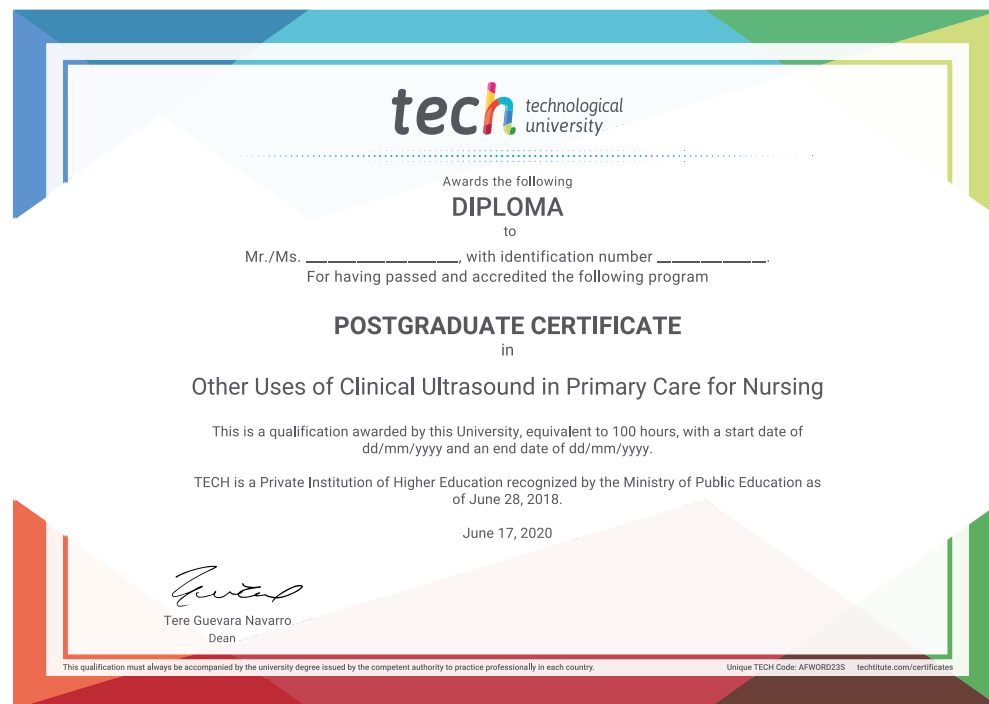 tech technological
university
Awards the following
DIPLOMA
to
Mr./Ms. __________________, with identification number _____________.
For having passed and accredited the following program
POSTGRADUATE CERTIFICATE
in
Other Uses of Clinical Ultrasound in Primary Care for Nursing
This is a qualification awarded by this University, equivalent to 100 hours, with a start date of
dd/mm/yyyy and an end date of dd/mm/yyyy.
TECH is a Private Institution of Higher Education recognized by the Ministry of Public Education as
of June 28, 2018.
June 17, 2020
Tere Guevara Navarro
Dean
This qualification must always be accompanied by the university degree issued by the competent authority to practice professionally in each country. Unique TECH Code: AFWORD23S techtitute.com/certificates